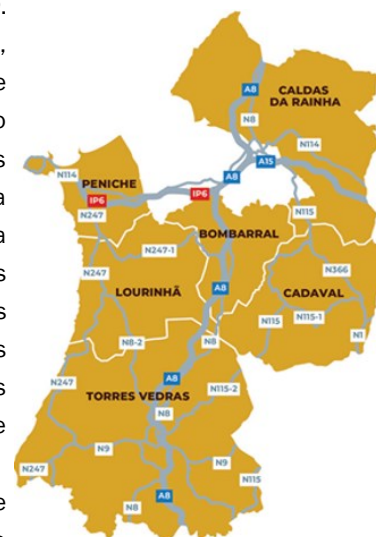 A8
CALDAS
DA RAINHA
N8
N114
A15
N114
A8
PENICHE
IP6
IP6
N247
N115
BOMBARRAL
N247-1
N247
N366
A8
LOURINHÃ
CADAVAL
N115
N115-1
N1
N8-2
N8
A8
N247
N115-2
TORRES VEDRAS
N8
N9
N9
N247
N115
A8
N8